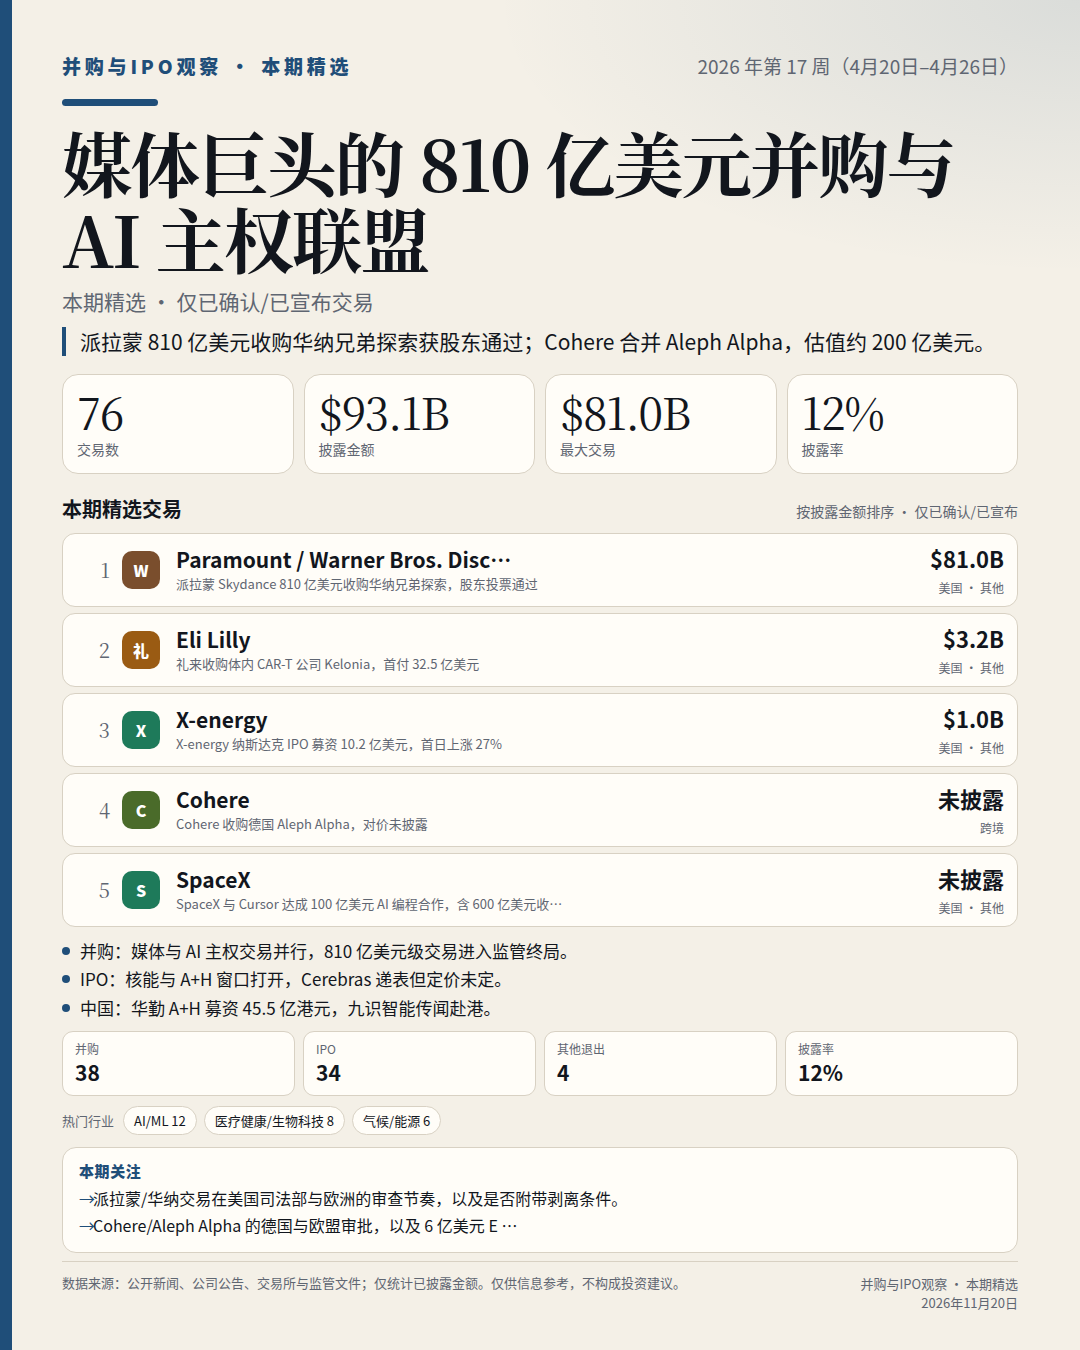 并购与IPO观察 · 本期精选
2026 年第 17 周（4月20日–4月26日）
媒体巨头的 810 亿美元并购与
AI 主权联盟
本期精选 · 仅已确认/已宣布交易
派拉蒙 810 亿美元收购华纳兄弟探索获股东通过；Cohere 合并 Aleph Alpha，估值约 200 亿美元。
76
交易数
$93.1B
披露金额
$81.0B
最大交易
12%
披露率
本期精选交易
按披露金额排序 · 仅已确认/已宣布
1
W
Paramount / Warner Bros. Disc…
派拉蒙 Skydance 810 亿美元收购华纳兄弟探索，股东投票通过
$81.0B
美国 · 其他
2
礼
Eli Lilly
礼来收购体内 CAR-T 公司 Kelonia，首付 32.5 亿美元
$3.2B
美国 · 其他
3
X
X-energy
X-energy 纳斯达克 IPO 募资 10.2 亿美元，首日上涨 27%
$1.0B
美国 · 其他
4
C
Cohere
Cohere 收购德国 Aleph Alpha，对价未披露
未披露
跨境
5
S
SpaceX
SpaceX 与 Cursor 达成 100 亿美元 AI 编程合作，含 600 亿美元收…
未披露
美国 · 其他
并购：媒体与 AI 主权交易并行，810 亿美元级交易进入监管终局。
IPO：核能与 A+H 窗口打开，Cerebras 递表但定价未定。
中国：华勤 A+H 募资 45.5 亿港元，九识智能传闻赴港。
并购
38
IPO
34
其他退出
4
披露率
12%
热门行业
AI/ML 12
医疗健康/生物科技 8
气候/能源 6
本期关注
→派拉蒙/华纳交易在美国司法部与欧洲的审查节奏，以及是否附带剥离条件。
→Cohere/Aleph Alpha 的德国与欧盟审批，以及 6 亿美元 E …
数据来源：公开新闻、公司公告、交易所与监管文件；仅统计已披露金额。仅供信息参考，不构成投资建议。
并购与IPO观察 · 本期精选
2026年11月20日